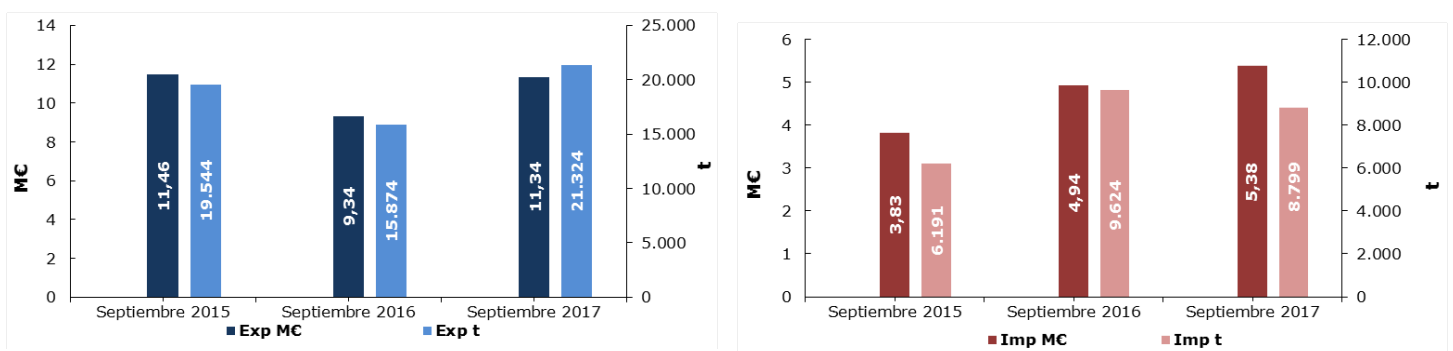 14
12
10
8
6
4
2
0
M€
25.000
20.000
15.000
10.000
5.000
0
t
11,46
19.544
9,34
15.874
11,34
21.324
Septiembre 2015
Septiembre 2016
Septiembre 2017
Exp M€
Exp t
6
5
4
3
2
1
0
M€
12.000
10.000
8.000
6.000
4.000
2.000
0
t
3,83
6.191
4,94
9.624
5,38
8.799
Septiembre 2015
Septiembre 2016
Septiembre 2017
Imp M€
Imp t